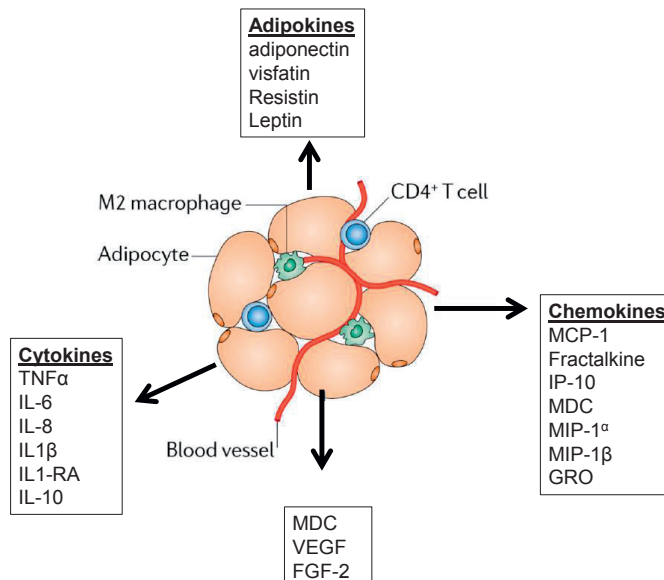 Adipokines
adiponectin
visfatin
Resistin
Leptin
M2 macrophage
CD4⁺ T cell
Adipocyte
Chemokines
MCP-1
Fractalkine
IP-10
MDC
MIP-1ᵅ
MIP-1β
GRO
Cytokines
TNFα
IL-6
IL-8
IL1β
IL1-RA
IL-10
Blood vessel
MDC
VEGF
FGF-2